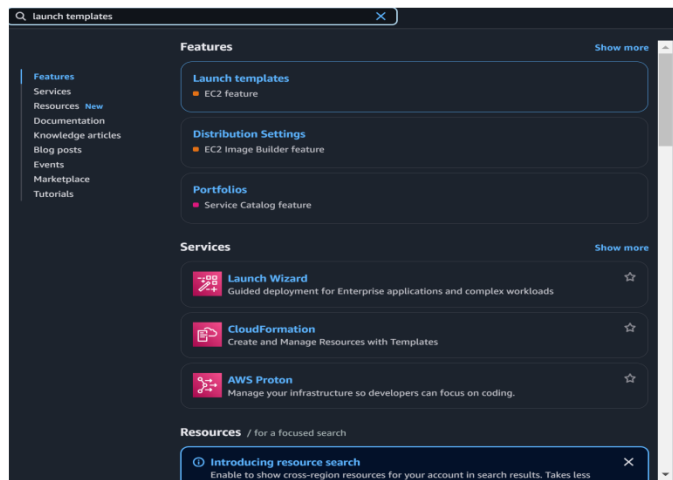 launch templates
Features
Show more
Features
Services
Resources New
Documentation
Knowledge articles
Blog posts
Events
Marketplace
Tutorials
Launch templates
EC2 feature
Distribution Settings
EC2 Image Builder feature
Portfolios
Service Catalog feature
Services
Show more
Launch Wizard
Guided deployment for Enterprise applications and complex workloads
CloudFormation
Create and Manage Resources with Templates
AWS Proton
Manage your infrastructure so developers can focus on coding.
Resources / for a focused search
Introducing resource search
Enable to show cross-region resources for your account in search results. Takes less